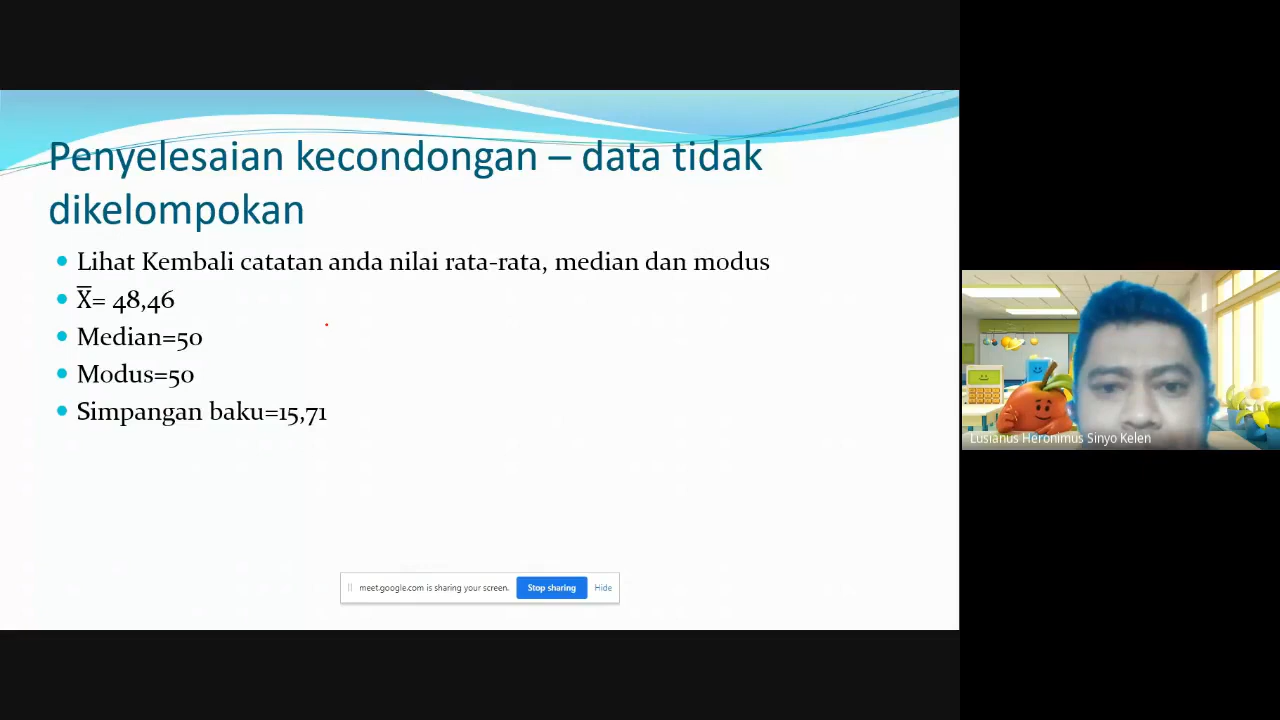 Penyelesaian kecondongan – data tidak
dikelompokan
Lihat Kembali catatan anda nilai rata-rata, median dan modus
X̅= 48,46
Median=50
Modus=50
Simpangan baku=15,71
meet.google.com is sharing your screen. Stop sharing Hide
Lusianus Heronimus Sinyo Kelen